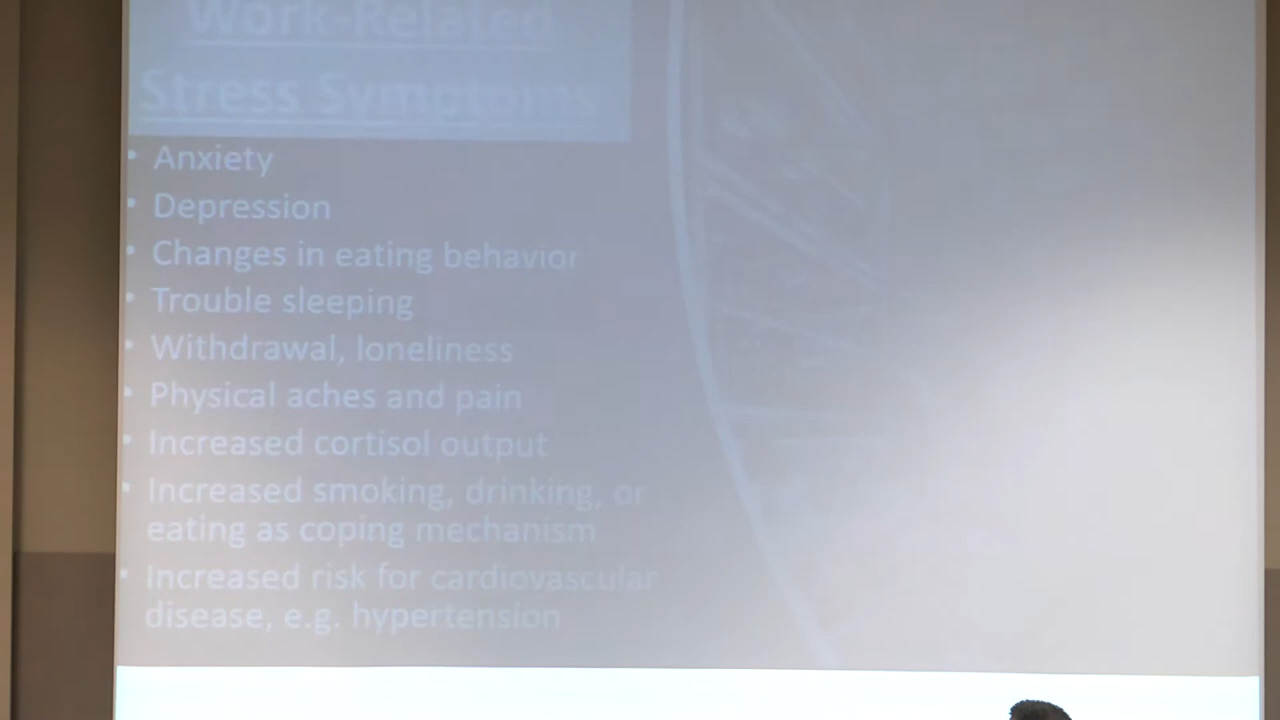 Work-Related
Stress Symptoms
• Anxiety
• Depression
• Changes in eating behavior
• Trouble sleeping
• Withdrawal, loneliness
• Physical aches and pain
• Increased cortisol output
• Increased smoking, drinking, or
eating as coping mechanism
• Increased risk for cardiovascular
disease, e.g. hypertension